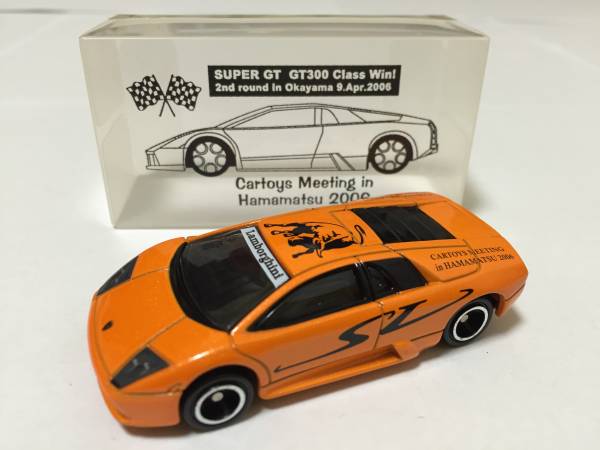 SUPER GT GT300 Class Win!
2nd round in Okayama 9.Apr.2006
Cartoys Meeting in
Hamamatsu 2006
Lamborghini
CARTOYS MEETING
in HAMAMATSU 2006